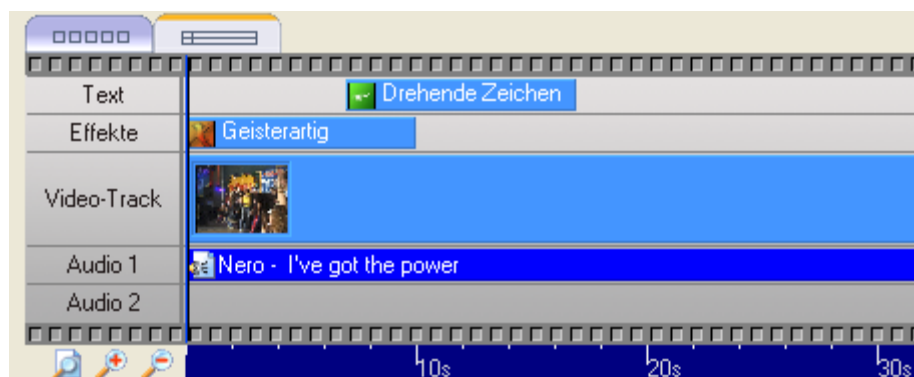 Text
Drehende Zeichen
Effekte
Geisterartig
Video-Track
Audio 1
Nero - I've got the power
Audio 2
10s
20s
30s